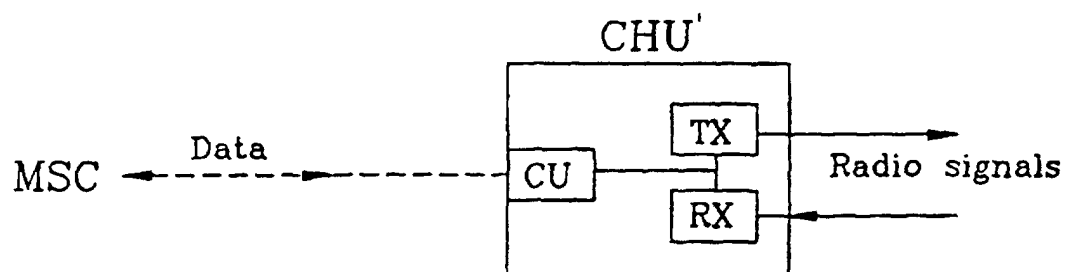 CHU'
TX
Data
MSC
CU
Radio signals
RX